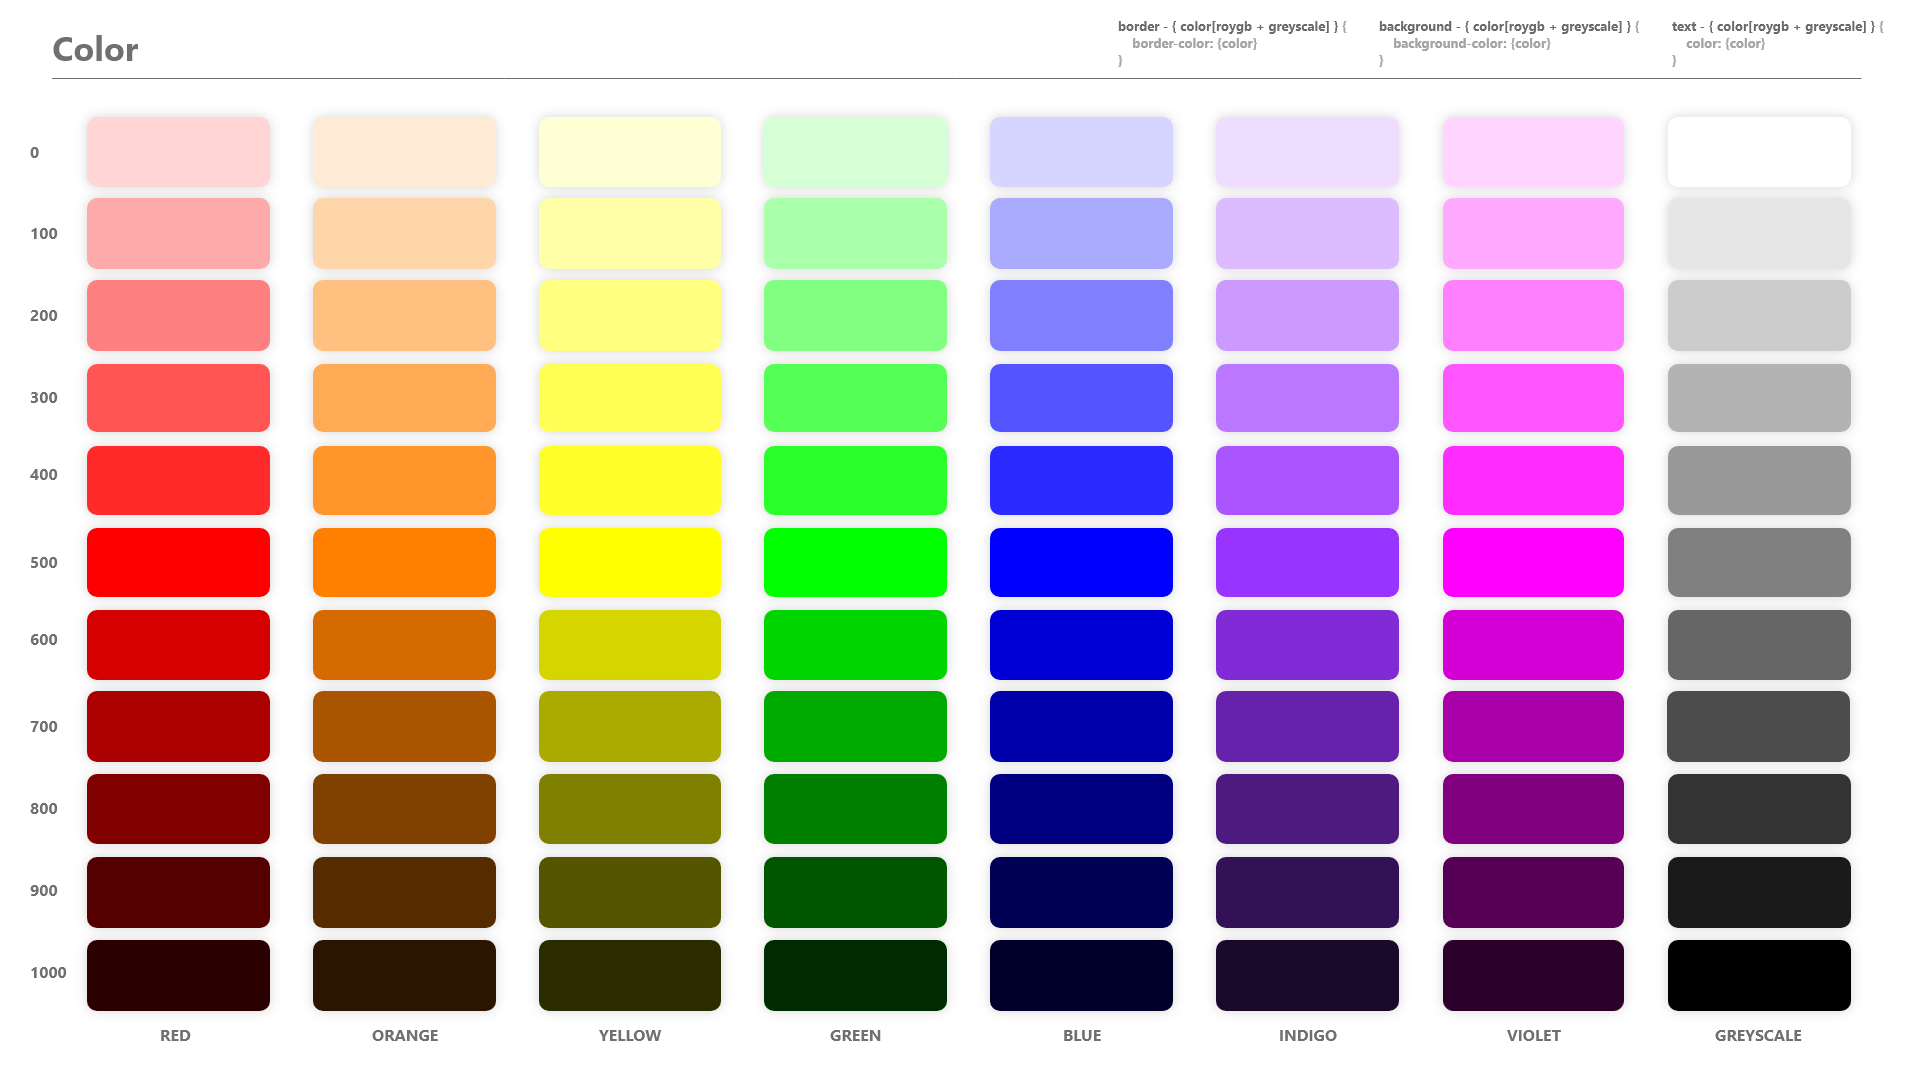 Color
border - { color[roygb + greyscale] } {
border-color: {color}
}
background - { color[roygb + greyscale] } {
background-color: {color}
}
text - { color[roygb + greyscale] } {
color: {color}
}
0
100
200
300
400
500
600
700
800
900
1000
RED ORANGE YELLOW GREEN BLUE INDIGO VIOLET GREYSCALE